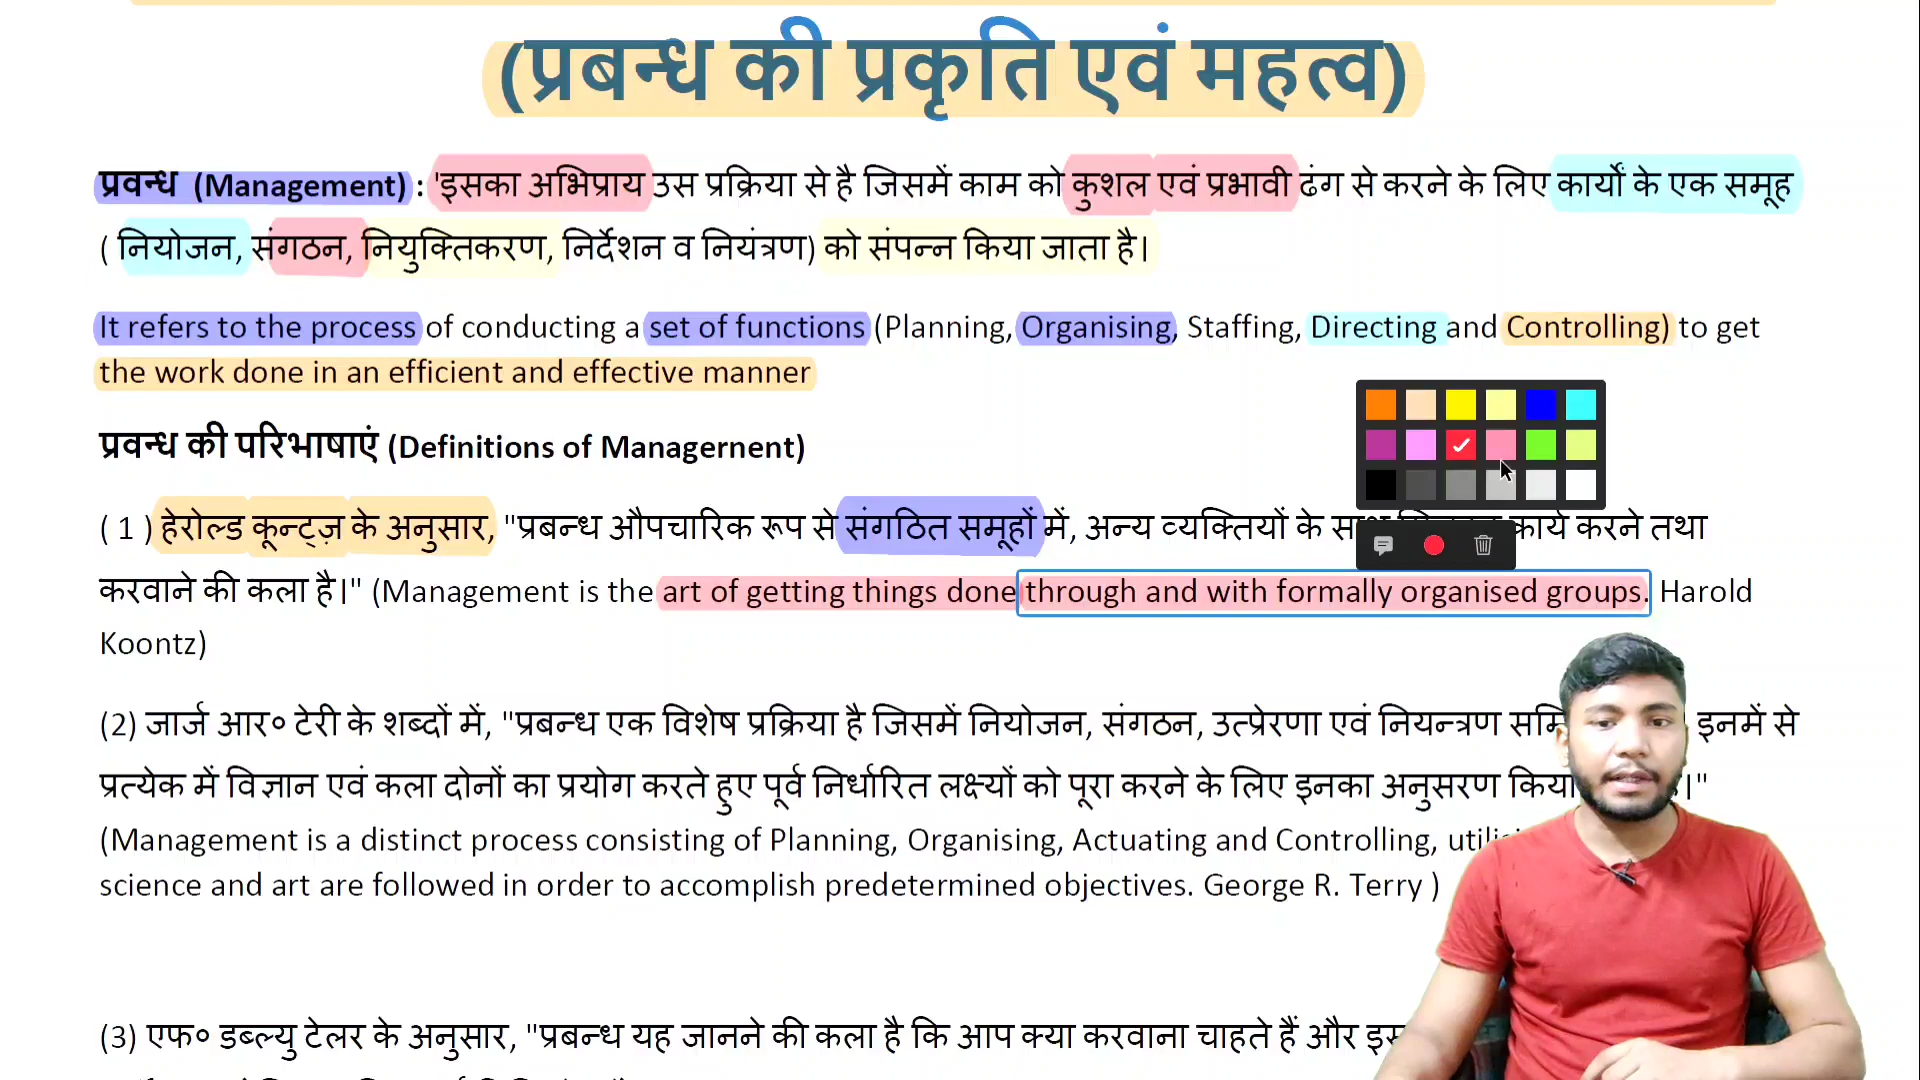 (प्रबन्ध की प्रकृति एवं महत्व)
प्रवन्ध (Management) : 'इसका अभिप्राय उस प्रक्रिया से है जिसमें काम को कुशल एवं प्रभावी ढंग से करने के लिए कार्यों के एक समूह
( नियोजन, संगठन, नियुक्तिकरण, निर्देशन व नियंत्रण) को संपन्न किया जाता है।
It refers to the process of conducting a set of functions (Planning, Organising, Staffing, Directing and Controlling) to get
the work done in an efficient and effective manner
प्रवन्ध की परिभाषाएं (Definitions of Managernent)
( 1 ) हेरोल्ड कून्ट्ज़ के अनुसार, "प्रबन्ध औपचारिक रूप से संगठित समूहों में, अन्य व्यक्तियों के कार्य करने तथा
करवाने की कला है।" (Management is the art of getting things done through and with formally organised groups. Harold
Koontz)
(2) जार्ज आर० टेरी के शब्दों में, "प्रबन्ध एक विशेष प्रक्रिया है जिसमें नियोजन, संगठन, उत्प्रेरणा एवं नियन्त्रण इनमें से
प्रत्येक में विज्ञान एवं कला दोनों का प्रयोग करते हुए पूर्व निर्धारित लक्ष्यों को पूरा करने के लिए इनका अनुसरण किया
(Management is a distinct process consisting of Planning, Organising, Actuating and Controlling,
science and art are followed in order to accomplish predetermined objectives. George R. Terry )
(3) एफ० डब्ल्यु टेलर के अनुसार, "प्रबन्ध यह जानने की कला है कि आप क्या करवाना चाहते हैं और